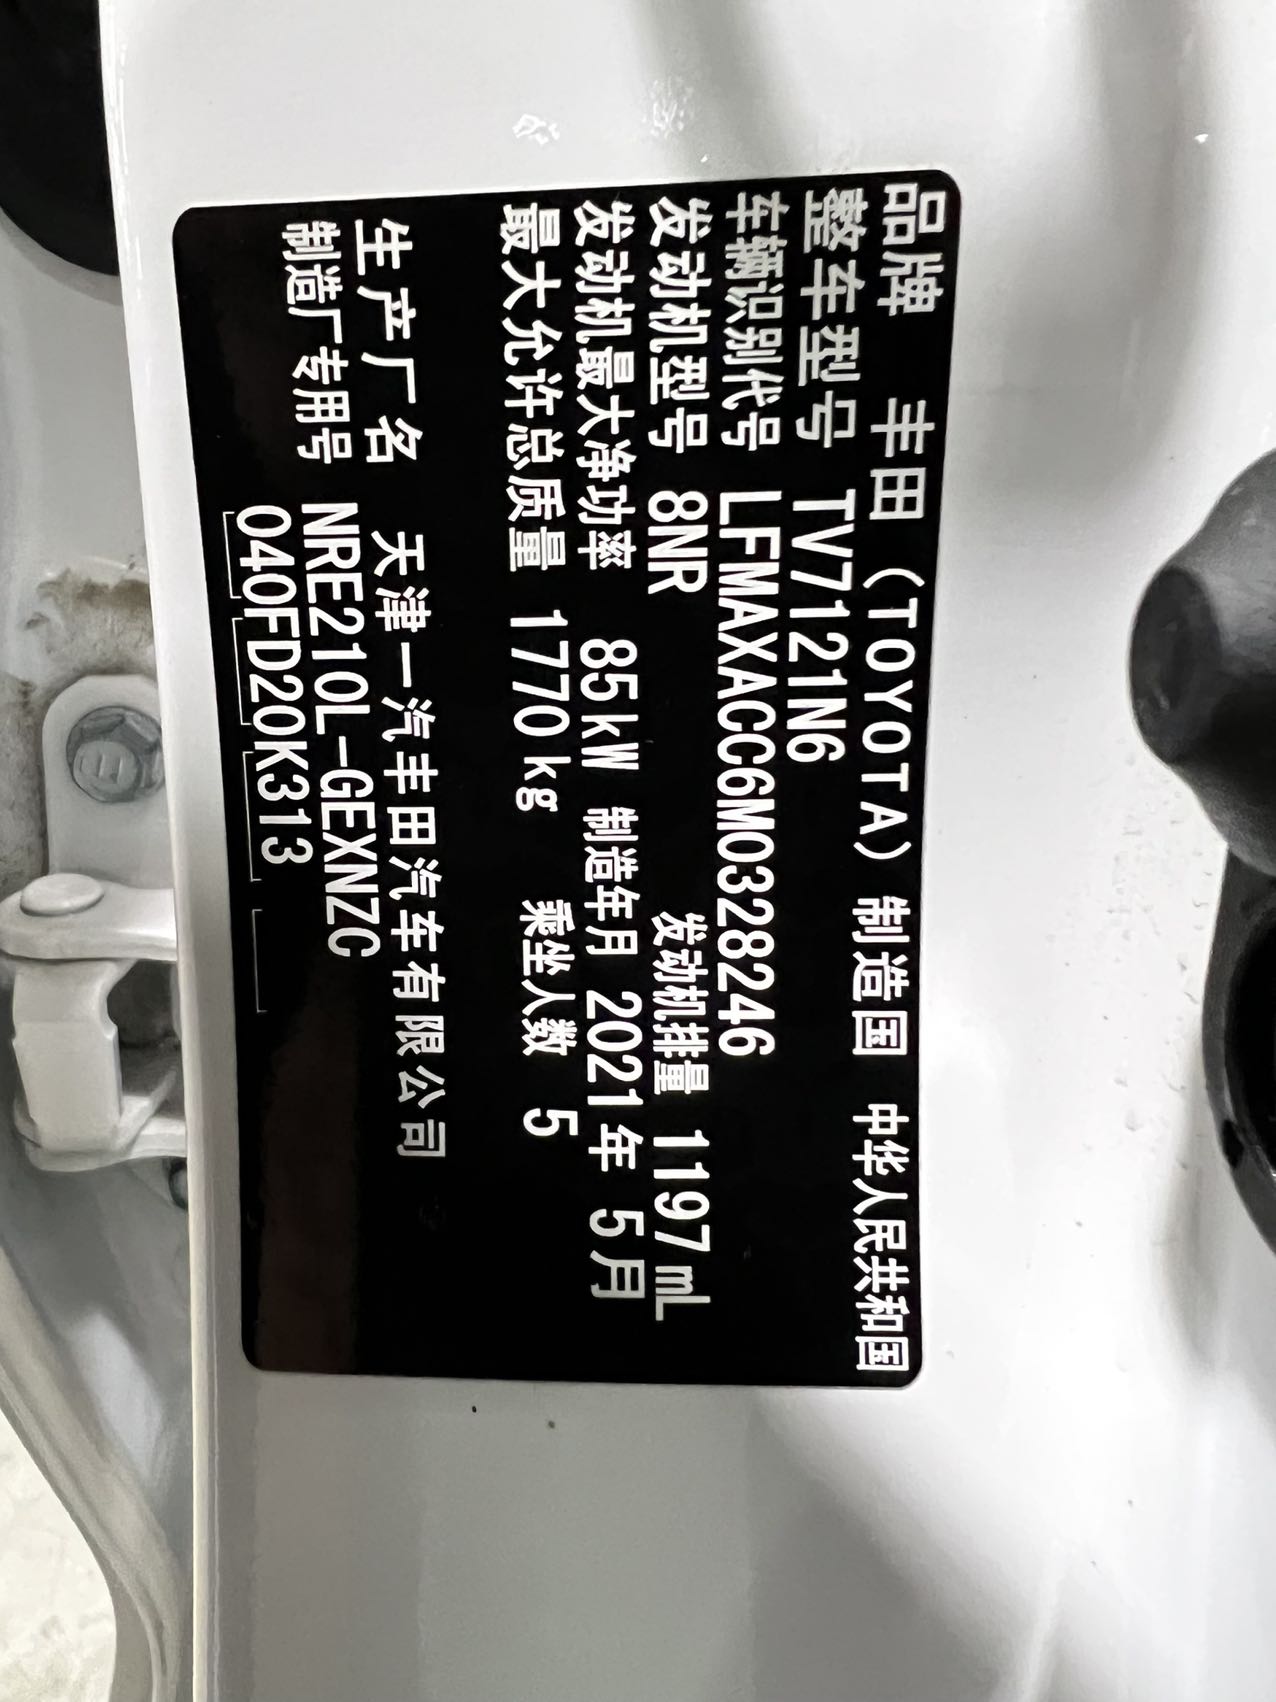 品牌 丰田 (TOYOTA) 制造国 中华人民共和国
整车型号 TV7121N6
车辆识别代号 LFMAXACC6M0328246
发动机型号 8NR 发动机排量 1197mL
发动机最大净功率 85kW 制造年月 2021年 5月
最大允许总质量 1770kg 乘坐人数 5
生产厂名 天津一汽丰田汽车有限公司
制造厂专用号 NRE210L-GEXNZC
040FD20K313